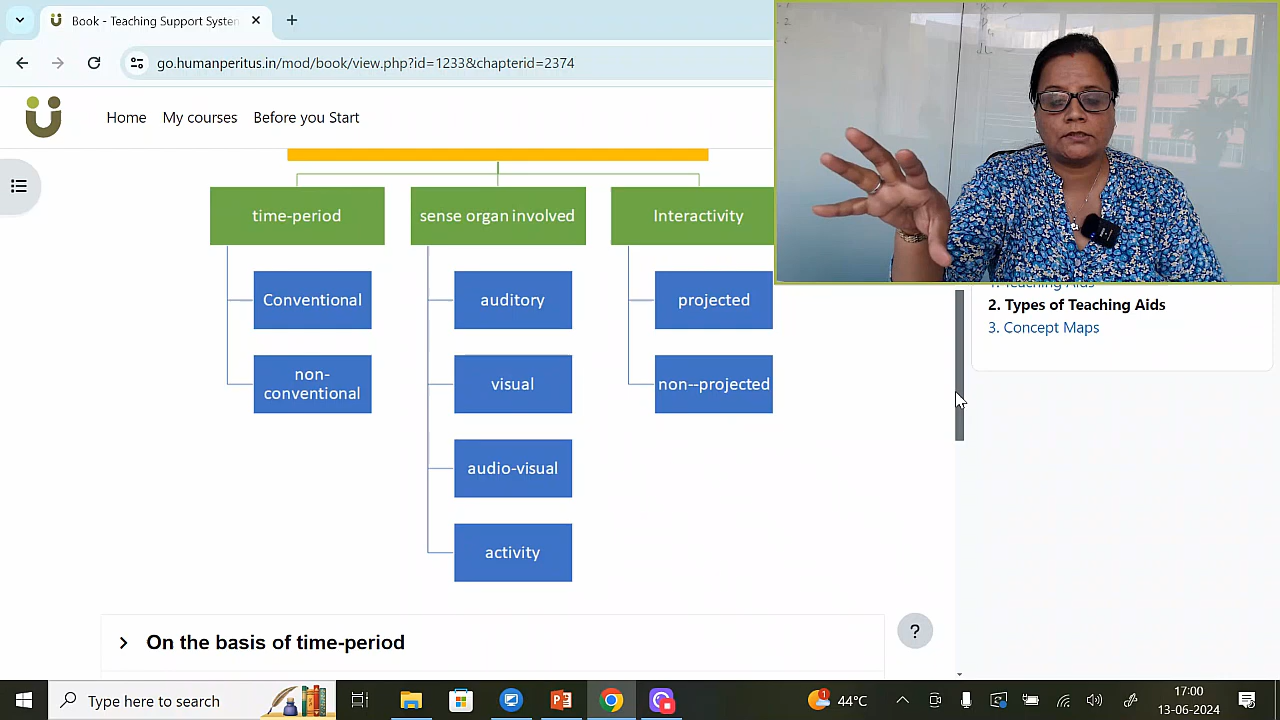 Book - Teaching Support System
go.humanperitus.in/mod/book/view.php?id=1233&chapterid=2374
Home
My courses
Before you Start
time-period
sense organ involved
Interactivity
Conventional
auditory
projected
non-
conventional
visual
non--projected
audio-visual
activity
2. Types of Teaching Aids
3. Concept Maps
On the basis of time-period
?
Type here to search
1
44°C
17:00
13-06-2024